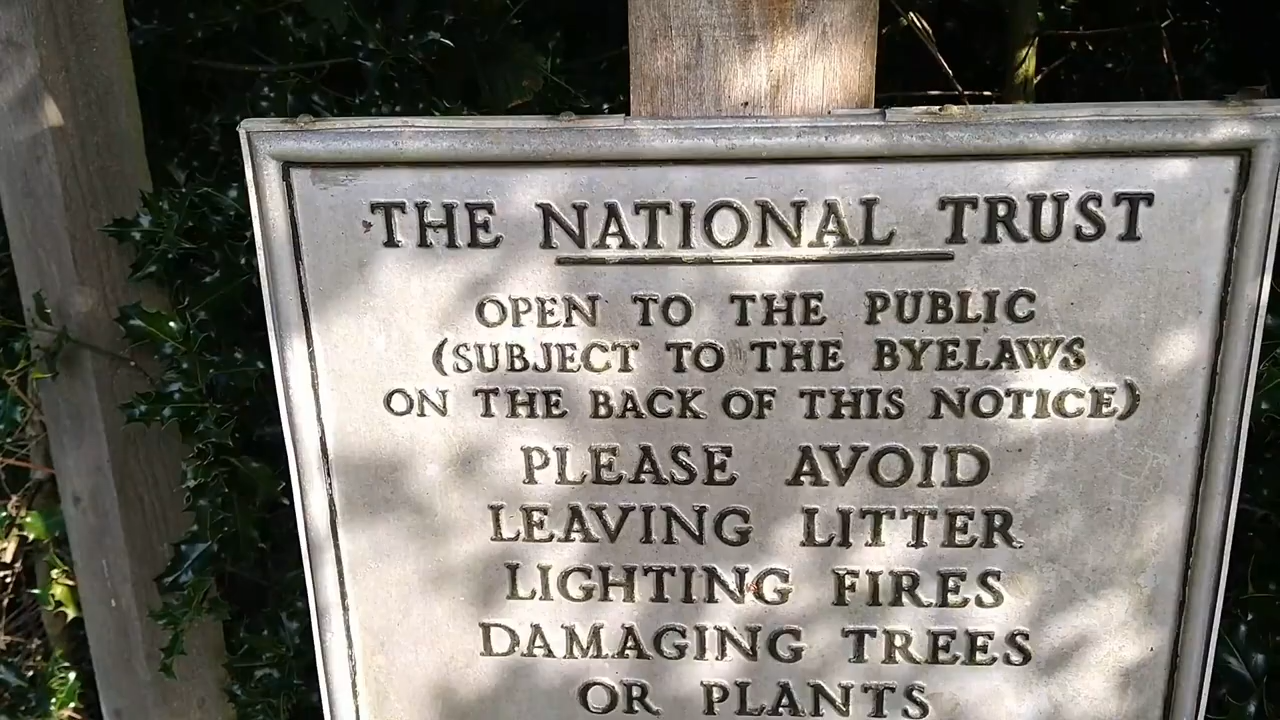 THE NATIONAL TRUST
OPEN TO THE PUBLIC
(SUBJECT TO THE BYELAWS
ON THE BACK OF THIS NOTICE)
PLEASE AVOID
LEAVING LITTER
LIGHTING FIRES
DAMAGING TREES
OR PLANTS